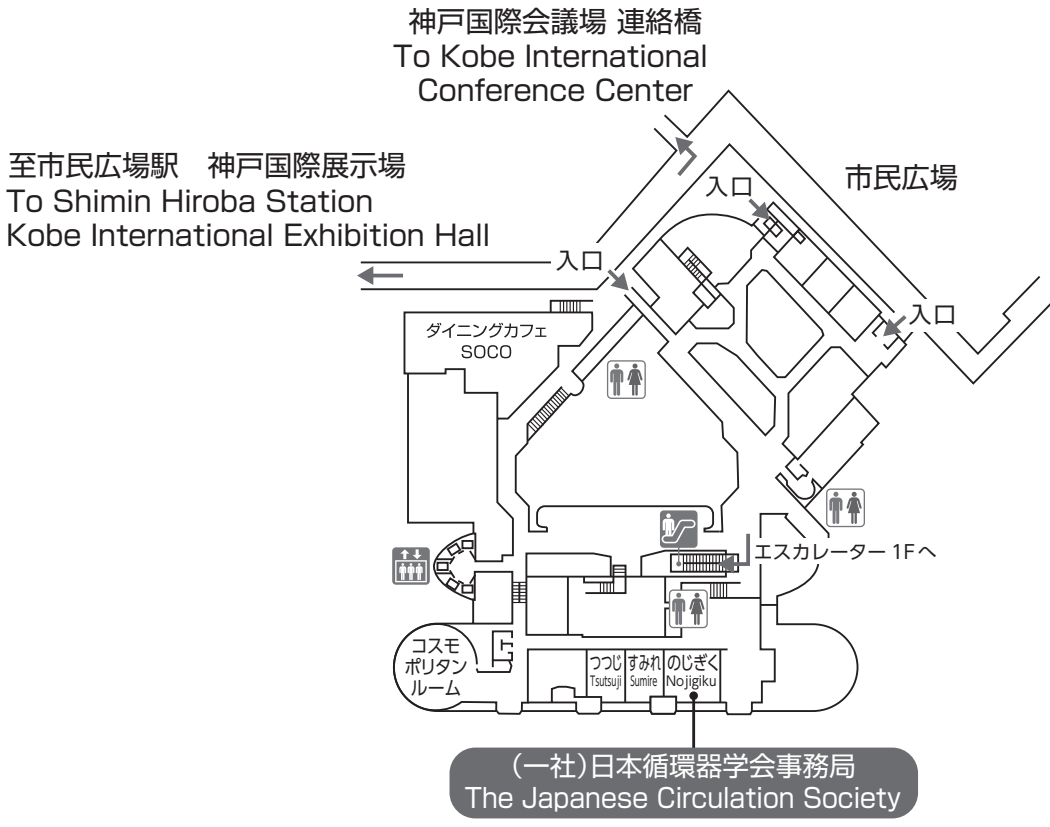 神戸国際会議場 連絡橋
To Kobe International
Conference Center
至市民広場駅　神戸国際展示場
To Shimin Hiroba Station
Kobe International Exhibition Hall
市民広場
入口
入口
入口
ダイニングカフェ
SOCO
エスカレーター 1Fへ
コスモ
ポリタン
ルーム
つつじ
Tsutsuji
すみれ
Sumire
のじぎく
Nojigiku
（一社）日本循環器学会事務局
The Japanese Circulation Society